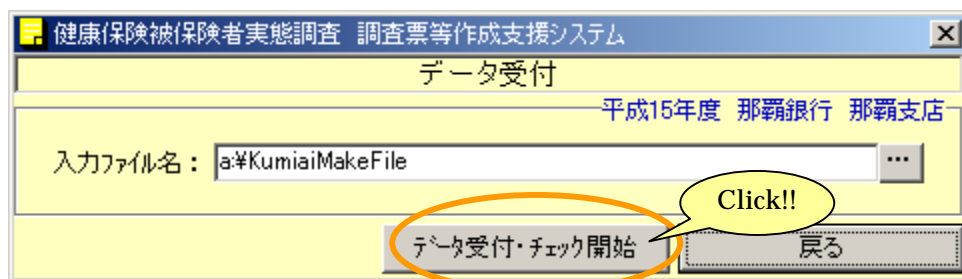 健康保険被保険者実態調査 調査票等作成支援システム
データ受付
平成15年度 那覇銀行 那覇支店
入力ファイル名： a:¥KumiaiMakeFile ...
Click!!
データ受付・チェック開始 戻る